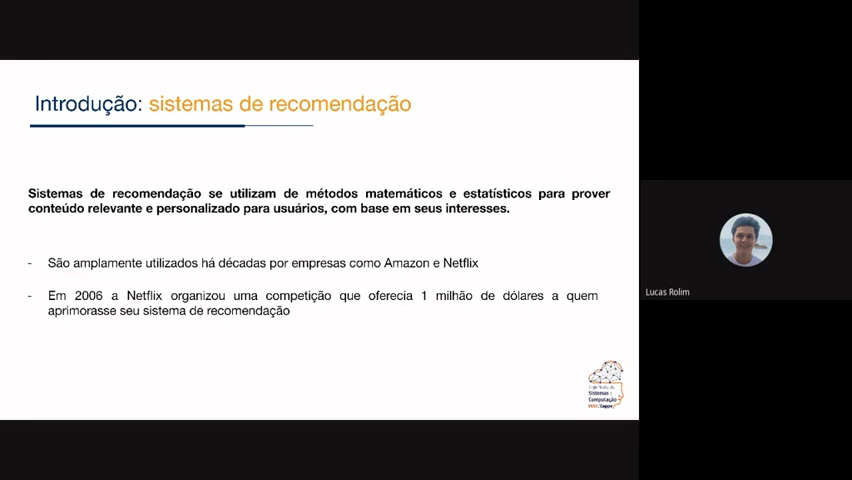 Introdução: sistemas de recomendação
Sistemas de recomendação se utilizam de métodos matemáticos e estatísticos para prover
conteúdo relevante e personalizado para usuários, com base em seus interesses.
- São amplamente utilizados há décadas por empresas como Amazon e Netflix
- Em 2006 a Netflix organizou uma competição que oferecia 1 milhão de dólares a quem
aprimorasse seu sistema de recomendação
Lucas Rolim
Sistemas
Computação